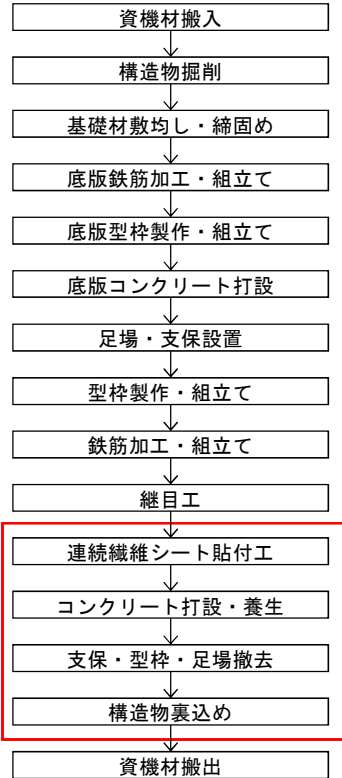 資機材搬入
構造物掘削
基礎材敷均し・締固め
底版鉄筋加工・組立て
底版型枠製作・組立て
底版コンクリート打設
足場・支保設置
型枠製作・組立て
鉄筋加工・組立て
継目工
連続繊維シート貼付工
コンクリート打設・養生
支保・型枠・足場撤去
構造物裏込め
資機材搬出